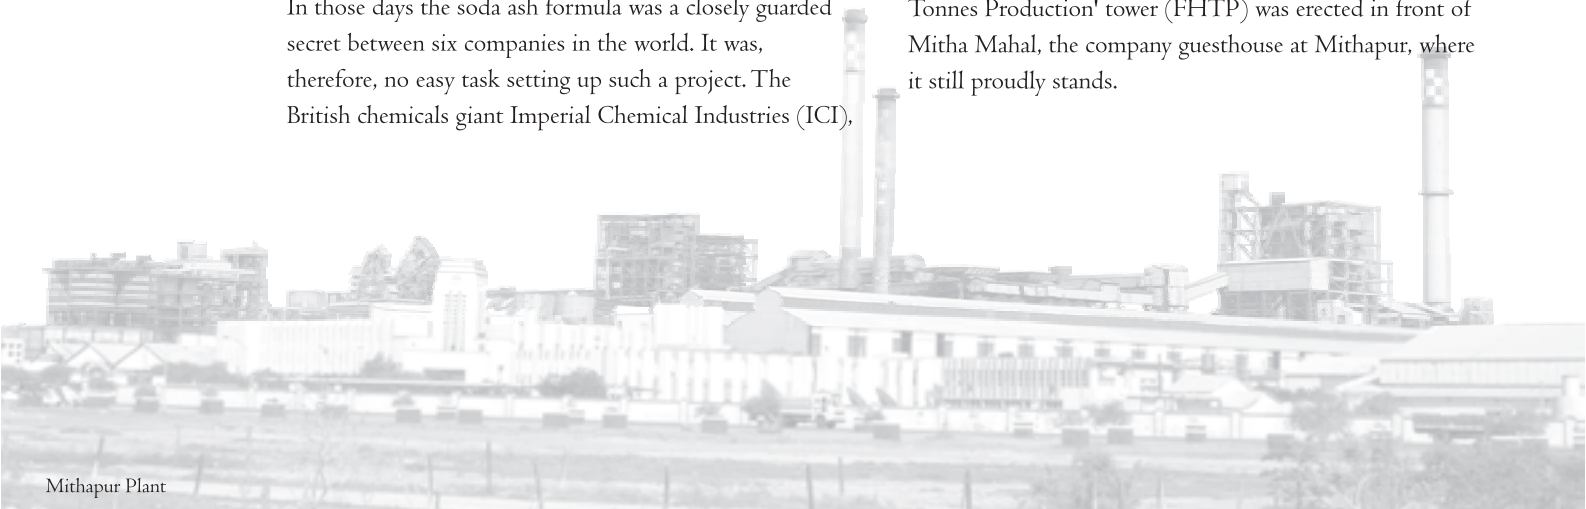 In those days the soda ash formula was a closely guarded
secret between six companies in the world. It was,
therefore, no easy task setting up such a project. The
British chemicals giant Imperial Chemical Industries (ICI),
Tonnes Production' tower (FHTP) was erected in front of
Mitha Mahal, the company guesthouse at Mithapur, where
it still proudly stands.
Mithapur Plant